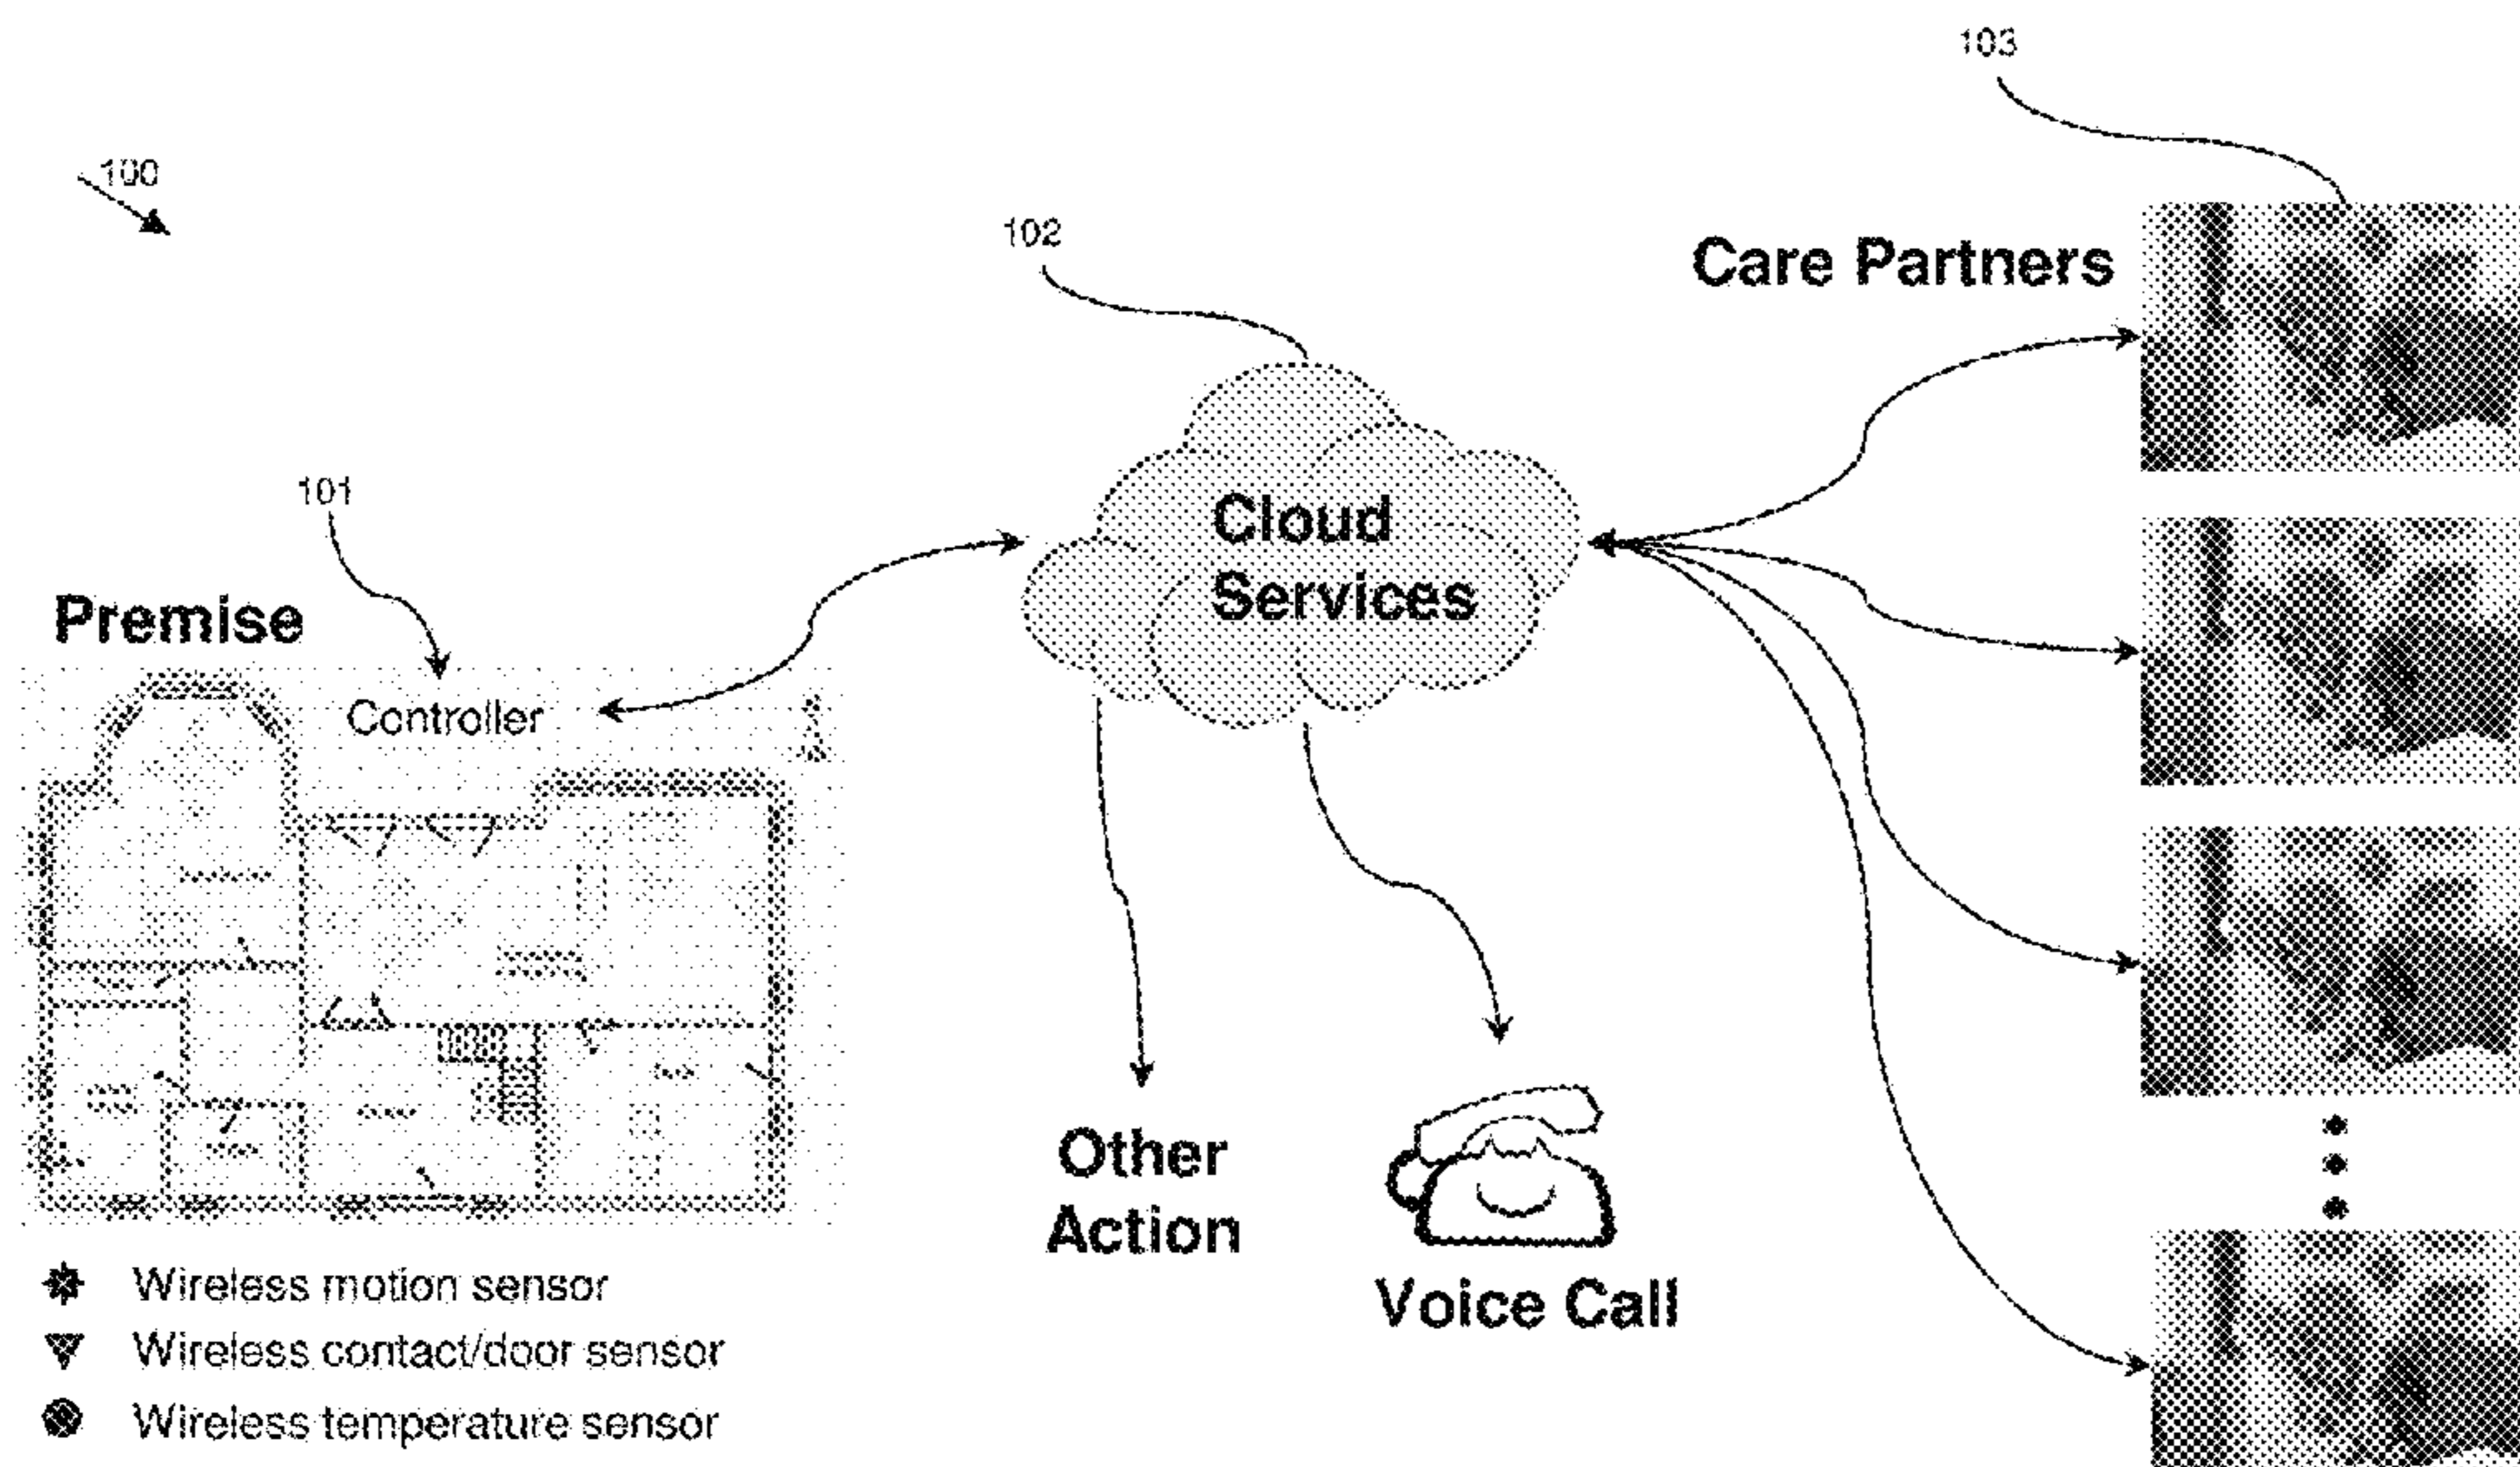 103
100
102
Care Partners
101
Cloud
Services
Premise
Controller
Other
Action
Voice Call
Wireless motion sensor
Wireless contact/door sensor
Wireless temperature sensor